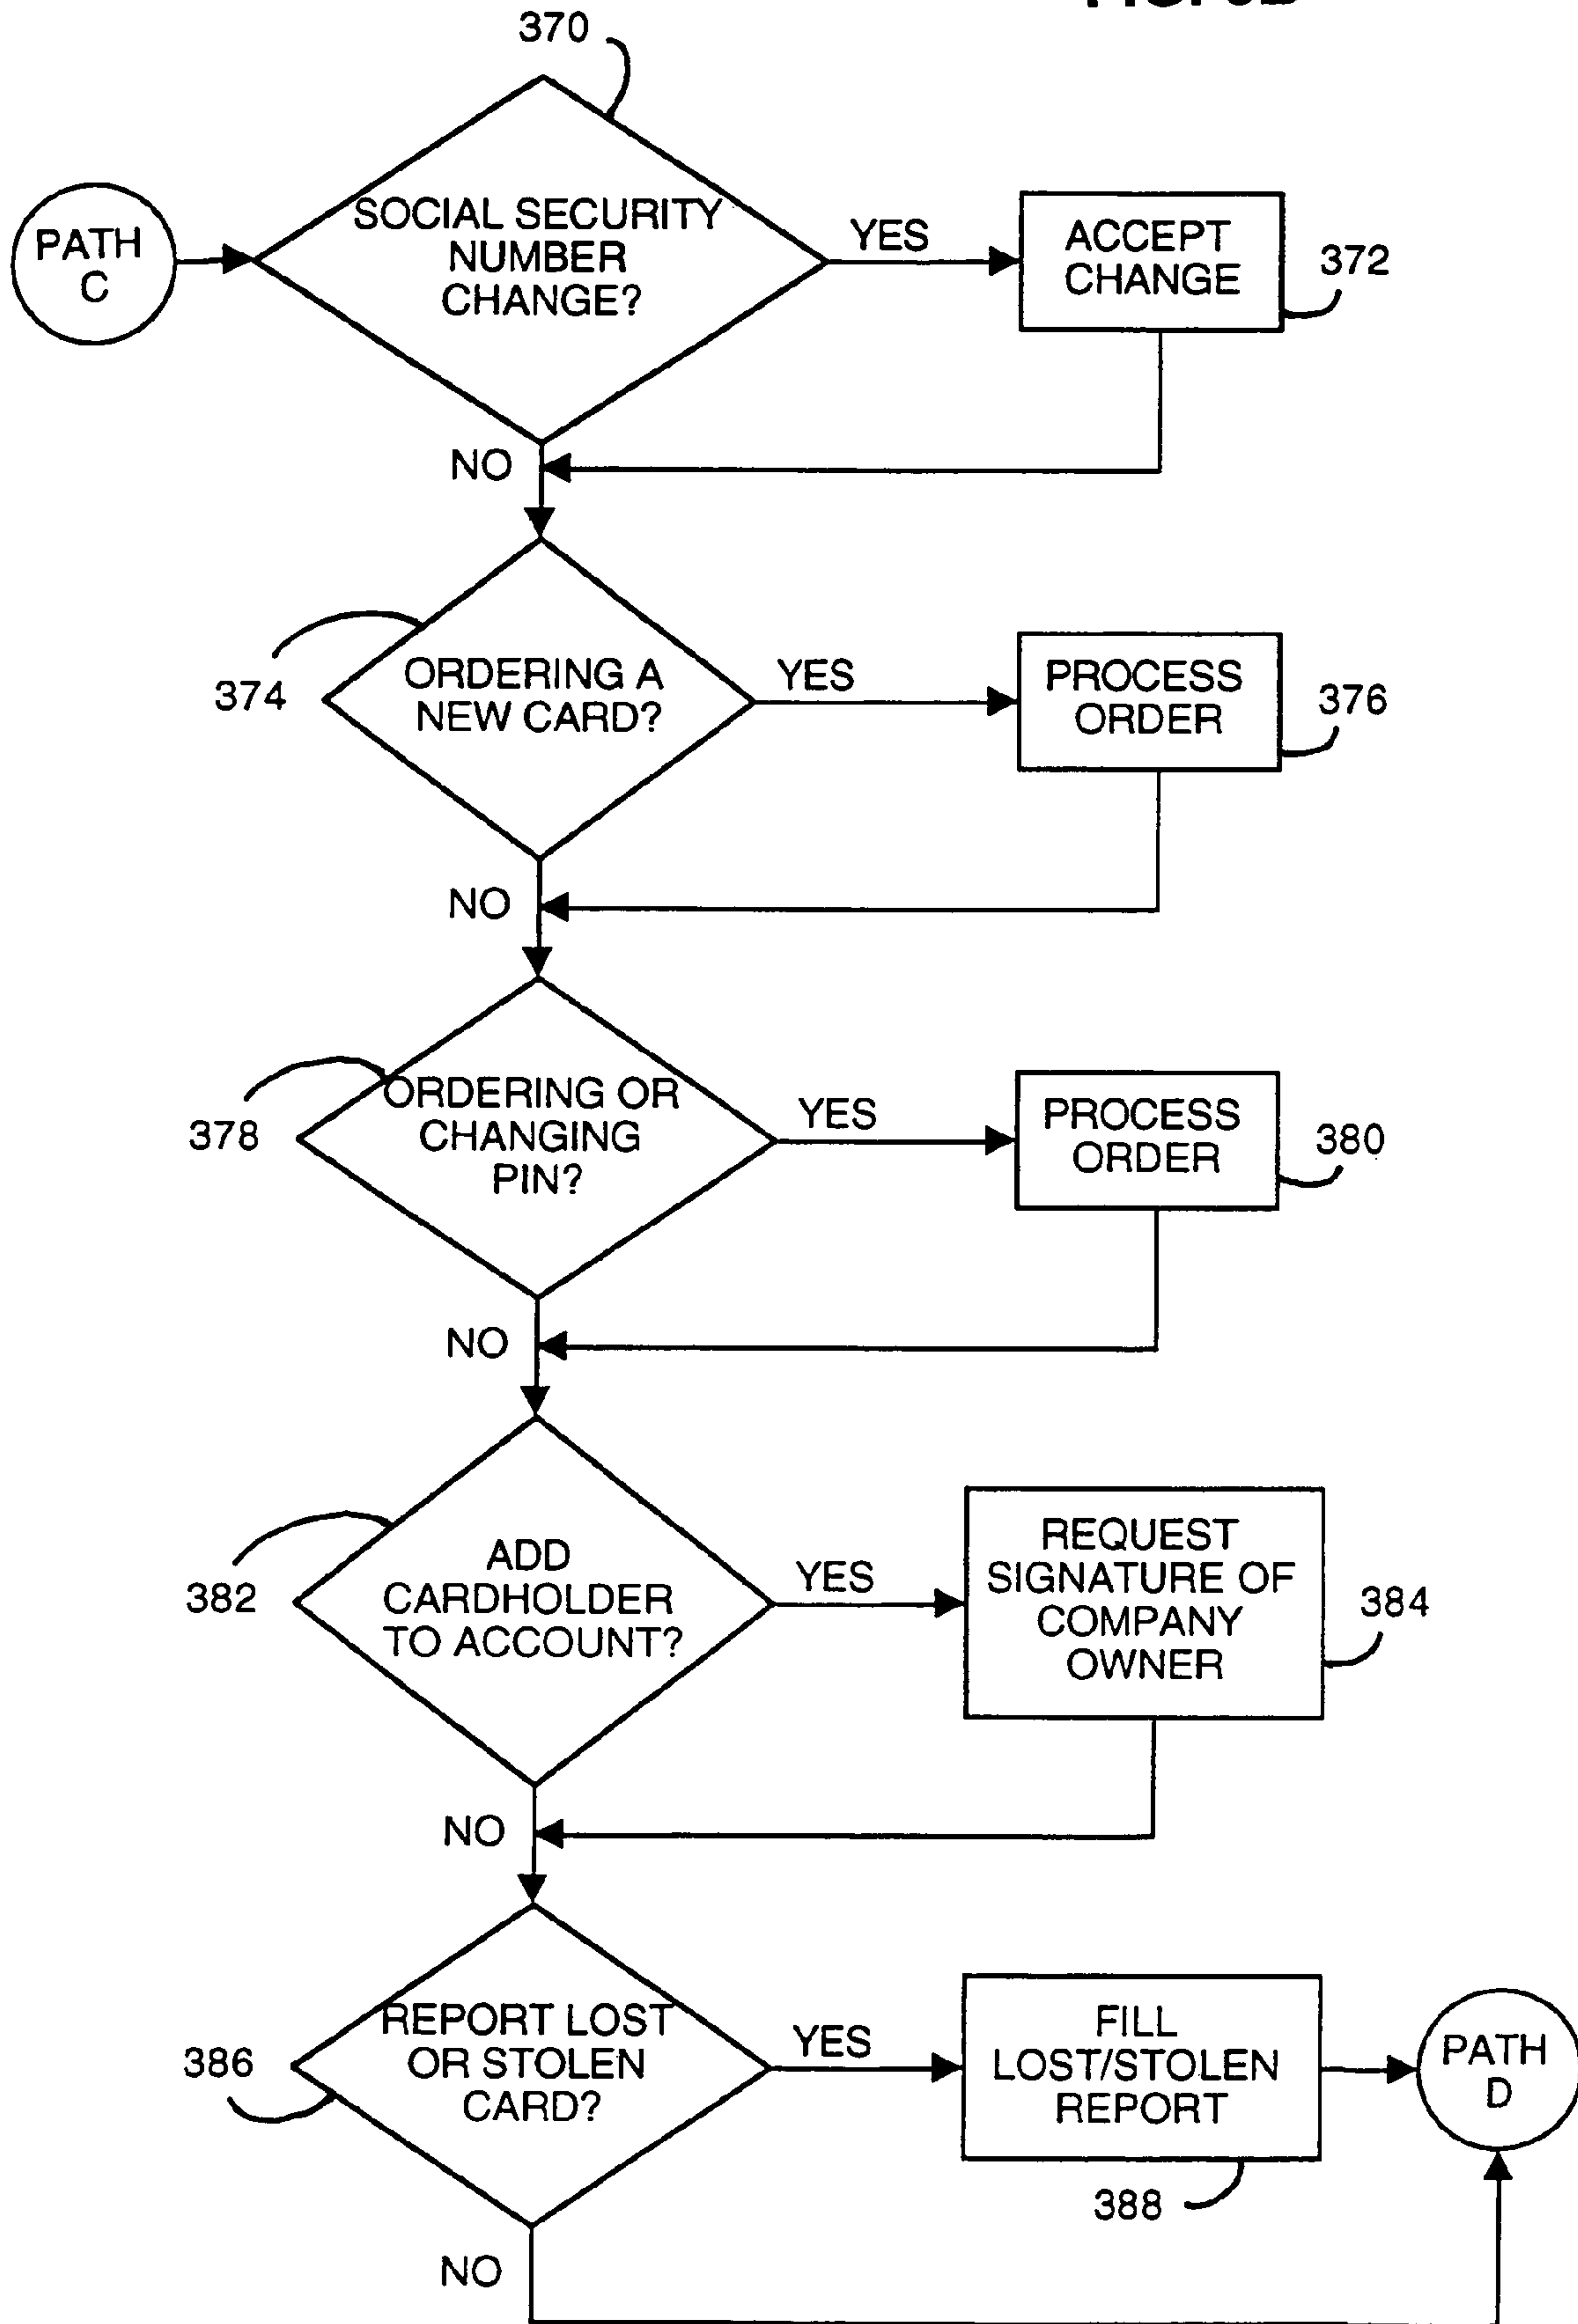 370
SOCIAL SECURITY
NUMBER
CHANGE?
PATH
C
YES
ACCEPT
CHANGE
372
NO
374
ORDERING A
NEW CARD?
YES
PROCESS
ORDER
376
NO
378
ORDERING OR
CHANGING
PIN?
YES
PROCESS
ORDER
380
NO
382
ADD
CARDHOLDER
TO ACCOUNT?
YES
REQUEST
SIGNATURE OF
COMPANY
OWNER
384
NO
386
REPORT LOST
OR STOLEN
CARD?
YES
FILL
LOST/STOLEN
REPORT
388
PATH
D
NO